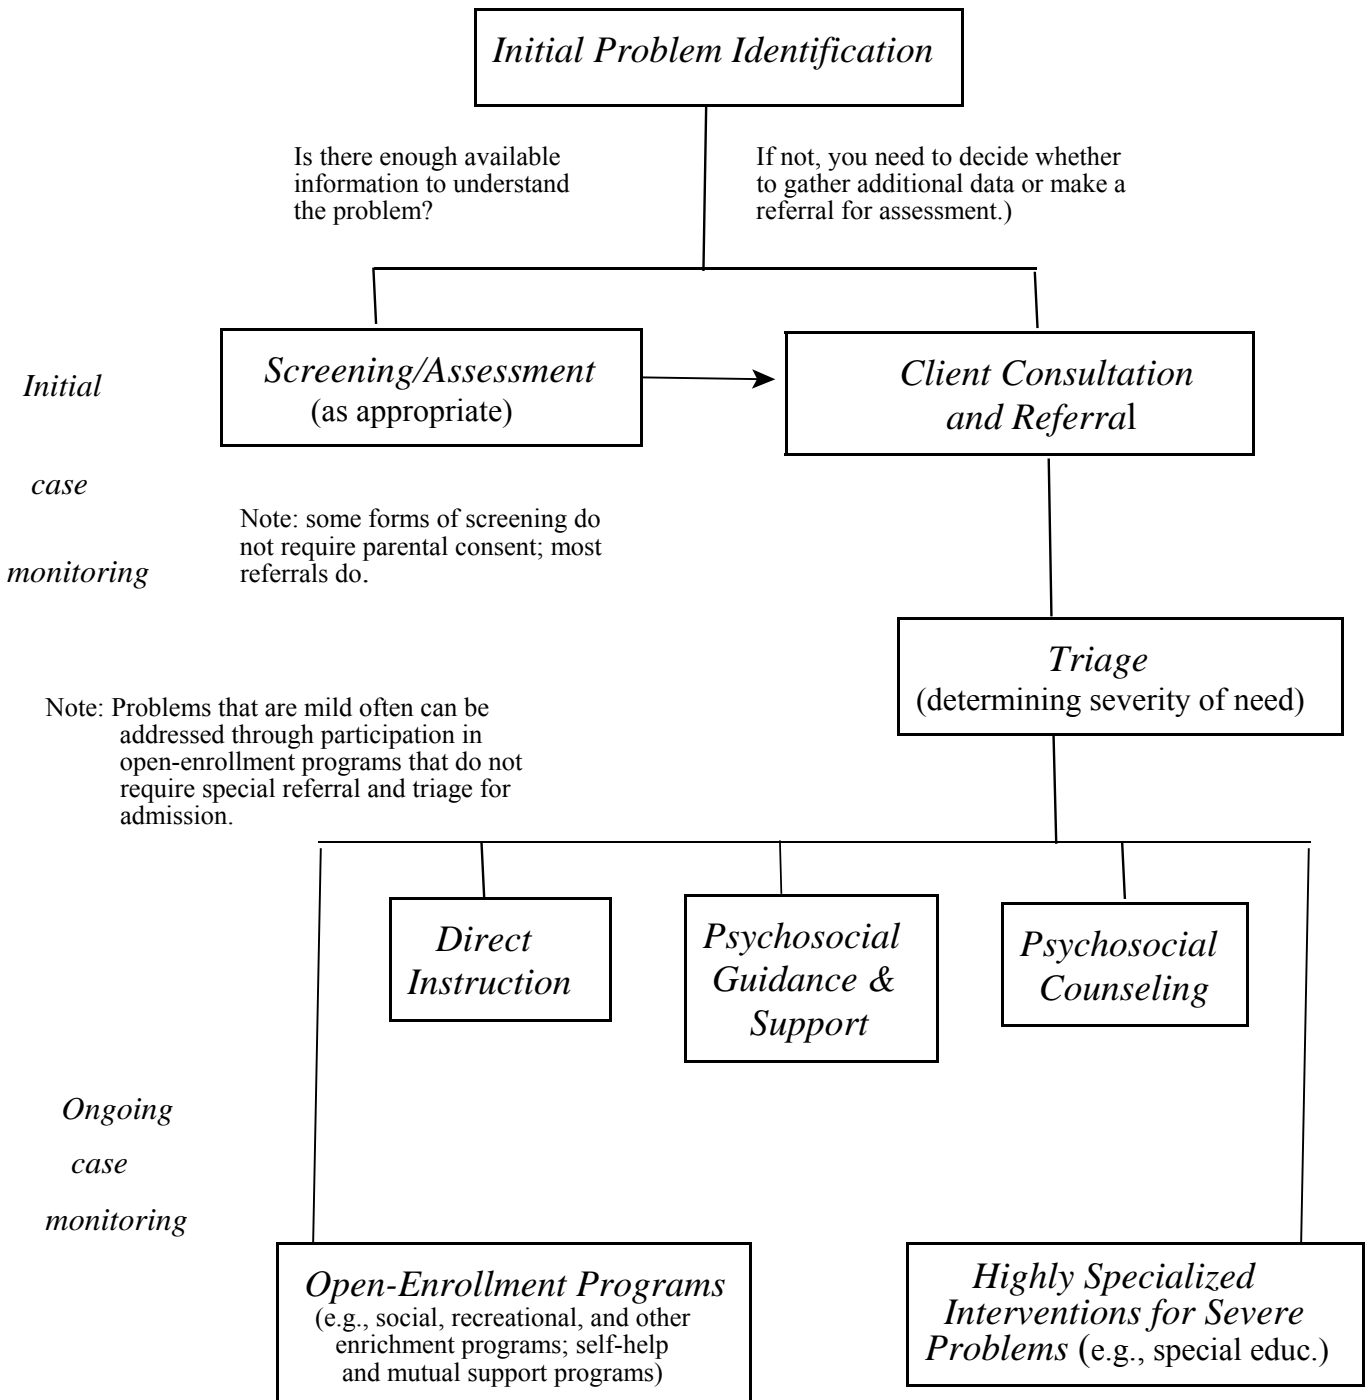 Initial Problem Identification
Is there enough available
information to understand
the problem?
If not, you need to decide whether
to gather additional data or make a
referral for assessment.)
Screening/Assessment
(as appropriate)
Client Consultation
and Referral
Initial
case
monitoring
Note: some forms of screening do
not require parental consent; most
referrals do.
Triage
(determining severity of need)
Note: Problems that are mild often can be
addressed through participation in
open-enrollment programs that do not
require special referral and triage for
admission.
Direct
Instruction
Psychosocial
Guidance &
Support
Psychosocial
Counseling
Ongoing
case
monitoring
Open-Enrollment Programs
(e.g., social, recreational, and other
enrichment programs; self-help
and mutual support programs)
Highly Specialized
Interventions for Severe
Problems (e.g., special educ.)